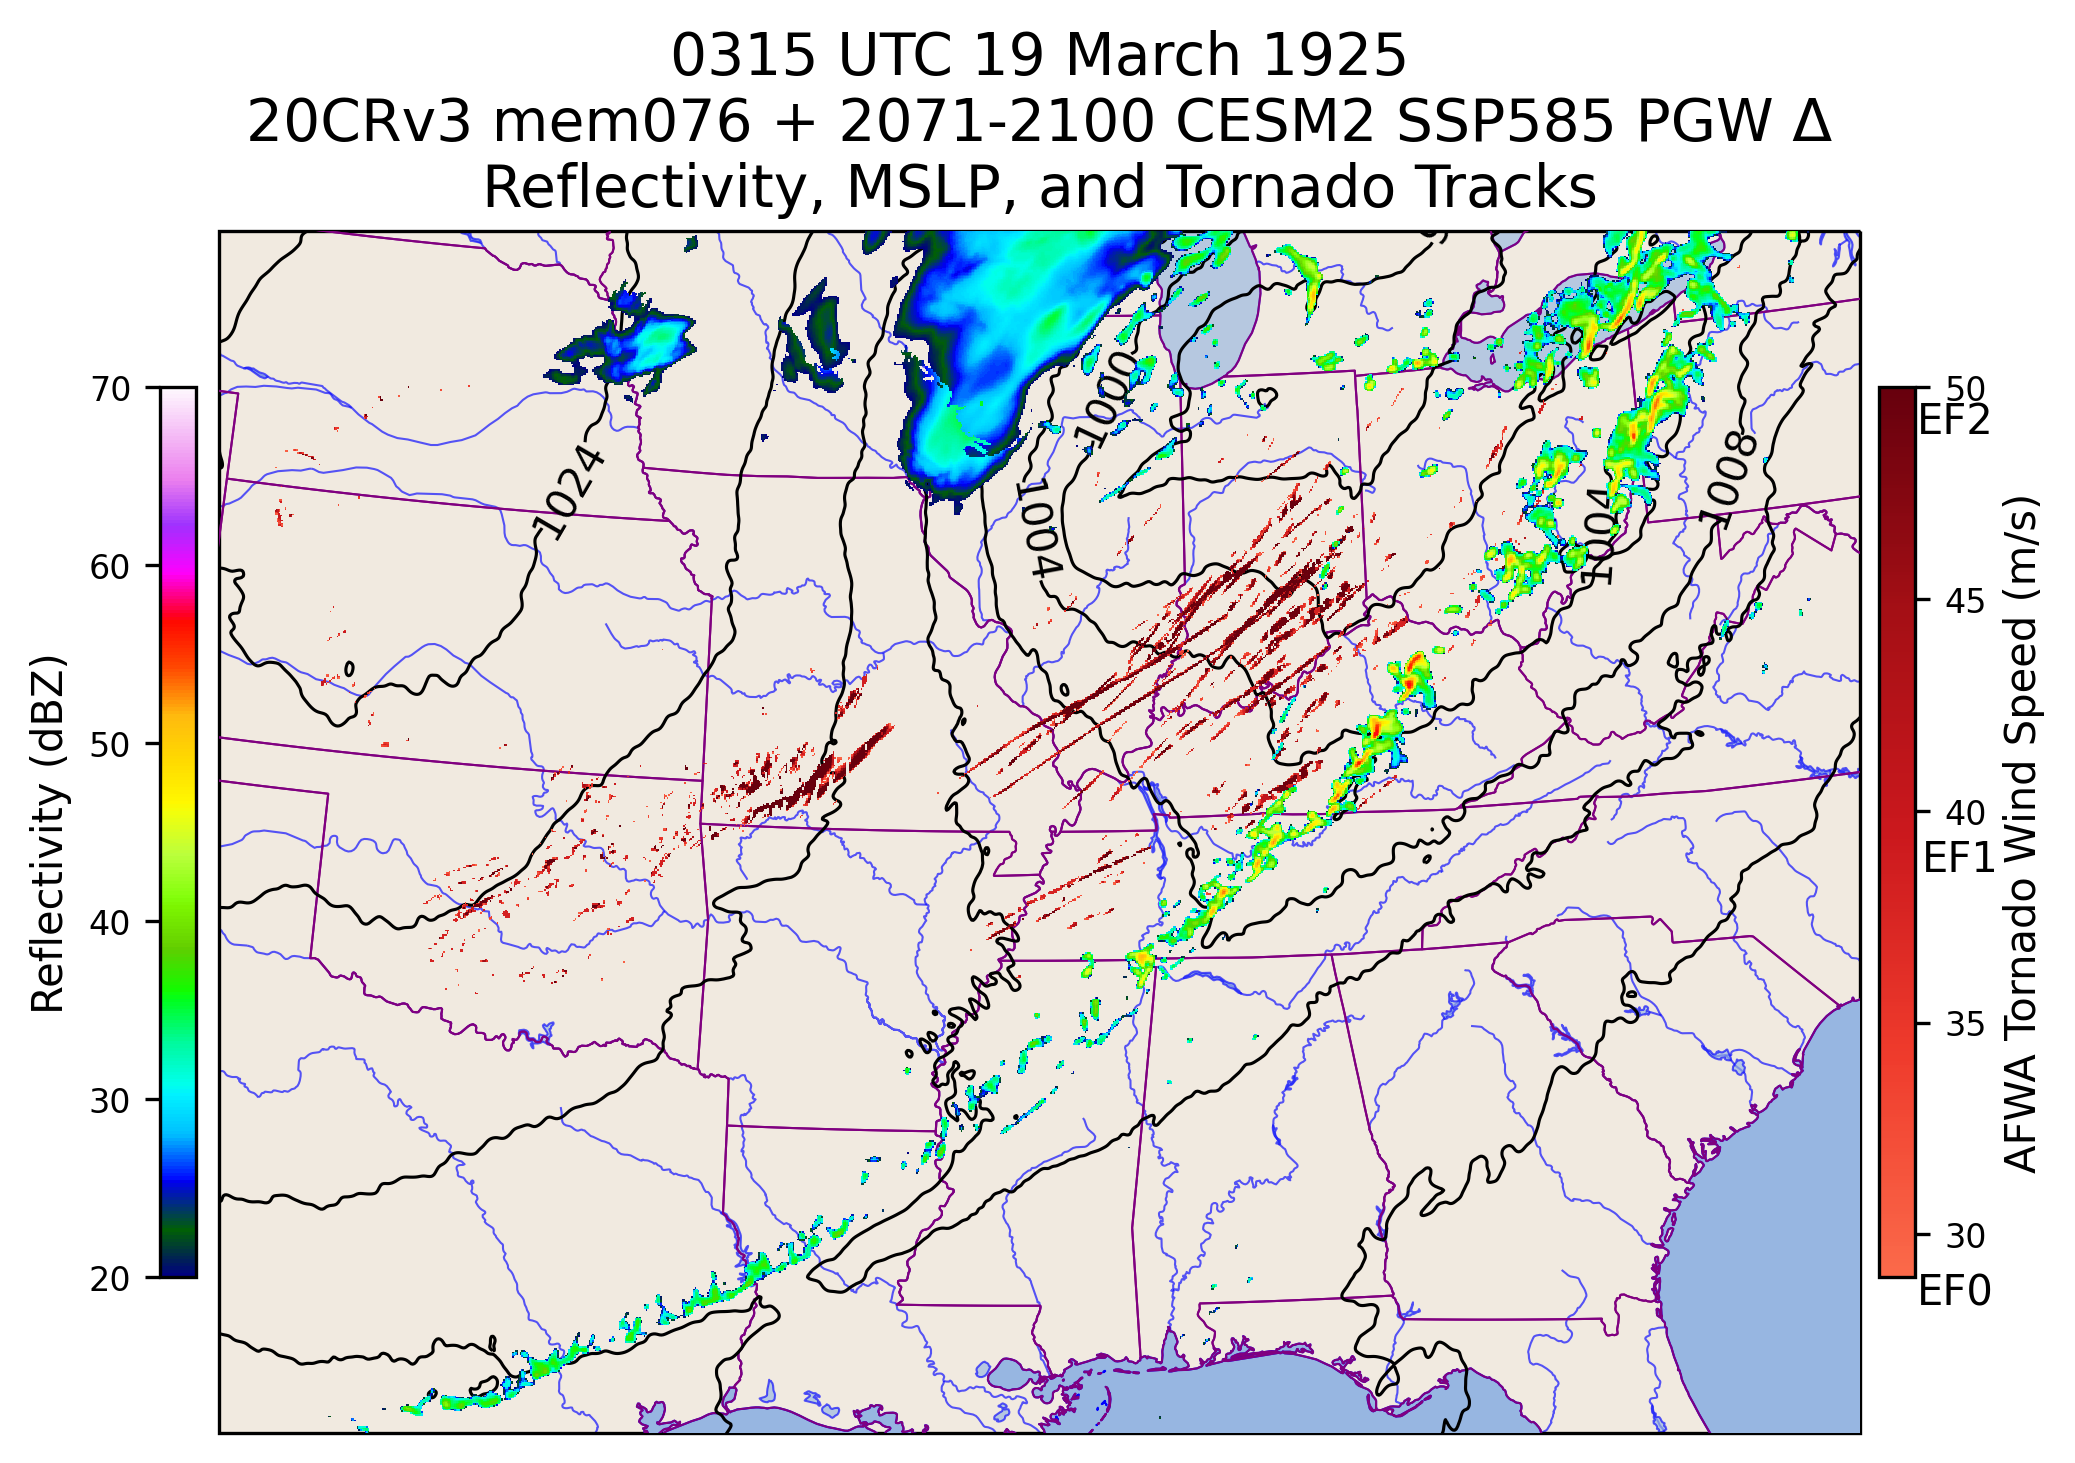 0315 UTC 19 March 1925
20CRv3 mem076 + 2071-2100 CESM2 SSP585 PGW Δ
Reflectivity, MSLP, and Tornado Tracks
Reflectivity (dBZ)
70
60
50
40
30
20
1024
1000
1004
1004
1008
50
EF2
45
40
EF1
35
30
EF0
AFWA Tornado Wind Speed (m/s)